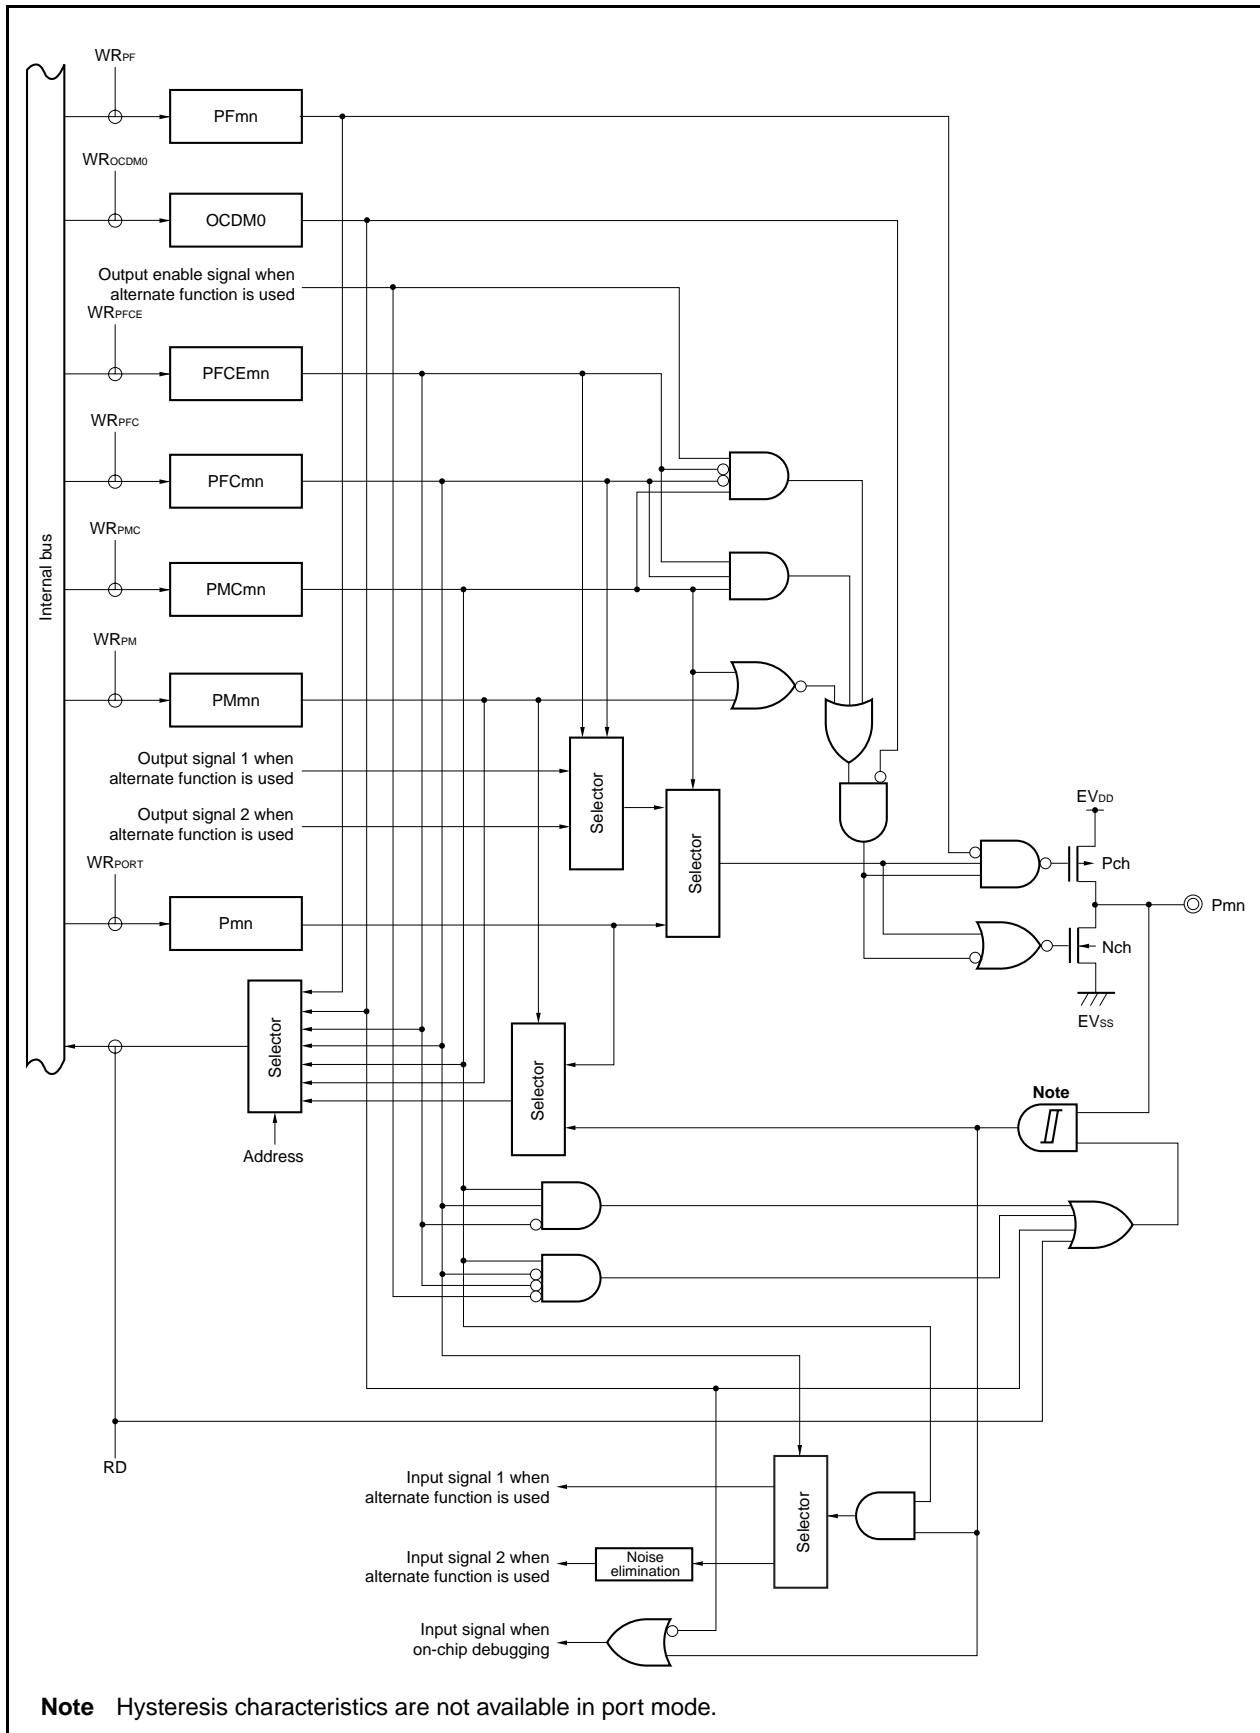 WRPF
PFmn
WROCDM0
OCDM0
Output enable signal when
alternate function is used
WRPFCE
PFCEmn
WRPFC
PFCmn
Internal bus
WRPMC
PMCmn
WRPM
PMmn
Output signal 1 when
alternate function is used
Selector
Output signal 2 when
alternate function is used
Selector
EVDD
Pch
WRPORT
Pmn
Pmn
Nch
EVSS
Selector
Selector
Note
Address
RD
Input signal 1 when
alternate function is used
Selector
Input signal 2 when
alternate function is used
Noise
elimination
Input signal when
on-chip debugging
Note Hysteresis characteristics are not available in port mode.